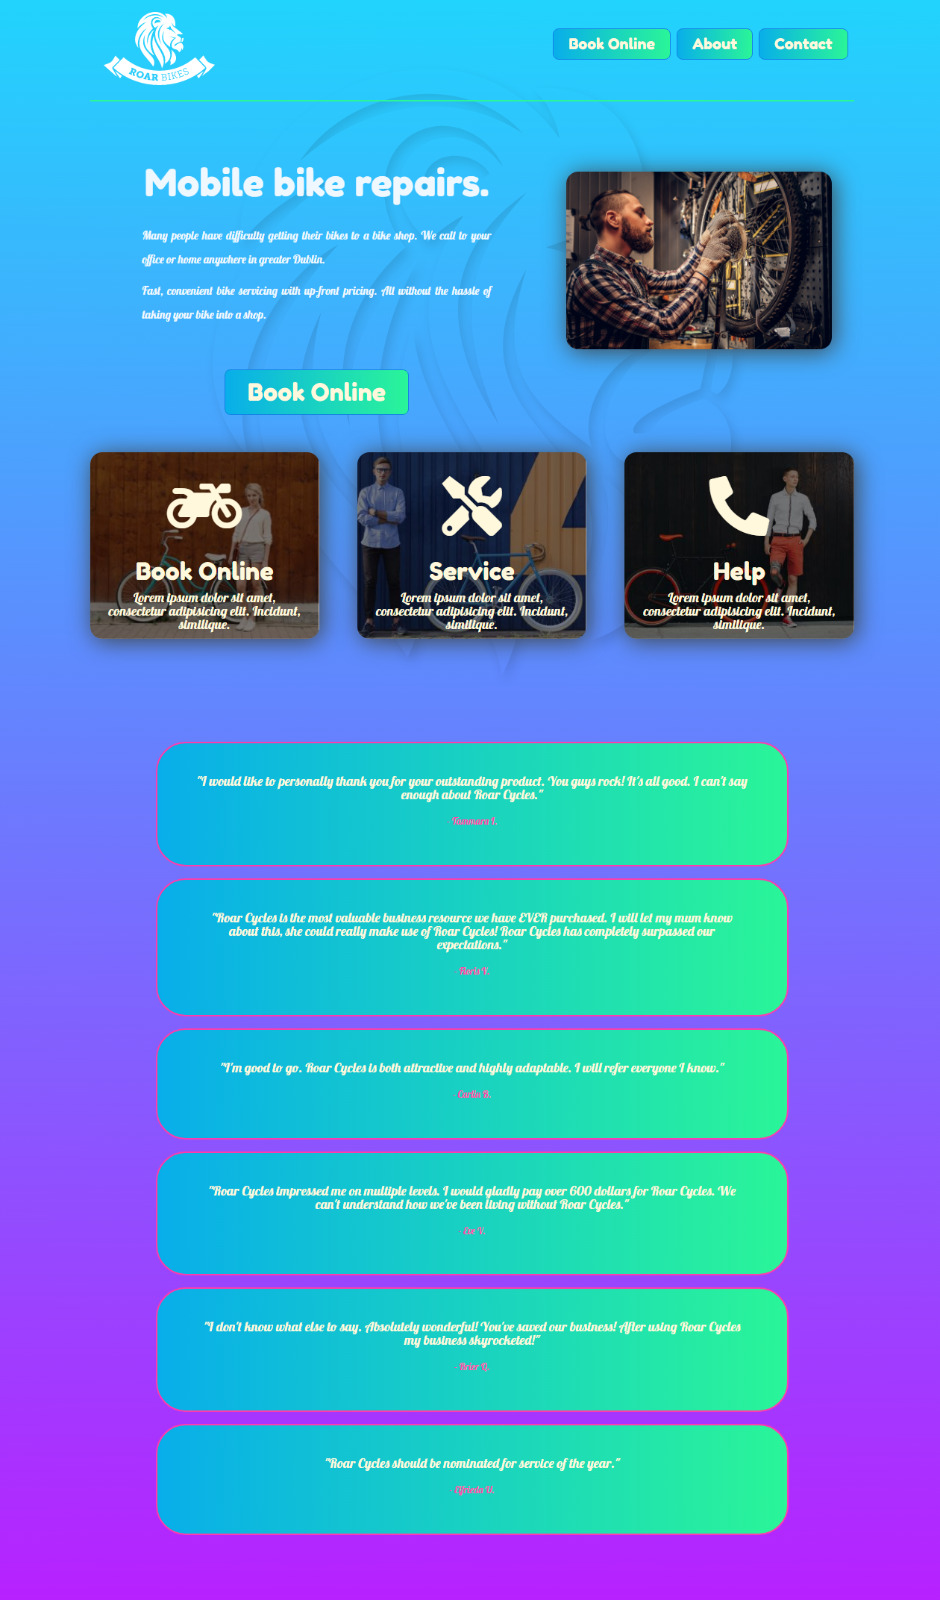 ROAR BIKES
Book Online
About
Contact
Mobile bike repairs.
Many people have difficulty getting their bikes to a bike shop. We call to your
office or home anywhere in greater Dublin.
Fast, convenient bike servicing with up-front pricing. All without the hassle of
taking your bike into a shop.
Book Online
Book Online
Lorem ipsum dolor sit amet,
consectetur adipisicing elit. Incidunt,
similique.
Service
Lorem ipsum dolor sit amet,
consectetur adipisicing elit. Incidunt,
similique.
Help
Lorem ipsum dolor sit amet,
consectetur adipisicing elit. Incidunt,
similique.
"I would like to personally thank you for your outstanding product. You guys rock! It's all good. I can't say
enough about Roar Cycles."
"Roar Cycles is the most valuable business resource we have EVER purchased. I will let my mum know
about this, she could really make use of Roar Cycles! Roar Cycles has completely surpassed our
expectations."
"I'm good to go. Roar Cycles is both attractive and highly adaptable. I will refer everyone I know."
"Roar Cycles impressed me on multiple levels. I would gladly pay over 600 dollars for Roar Cycles. We
can't understand how we've been living without Roar Cycles."
"I don't know what else to say. Absolutely wonderful! You've saved our business! After using Roar Cycles
my business skyrocketed!"
"Roar Cycles should be nominated for service of the year."